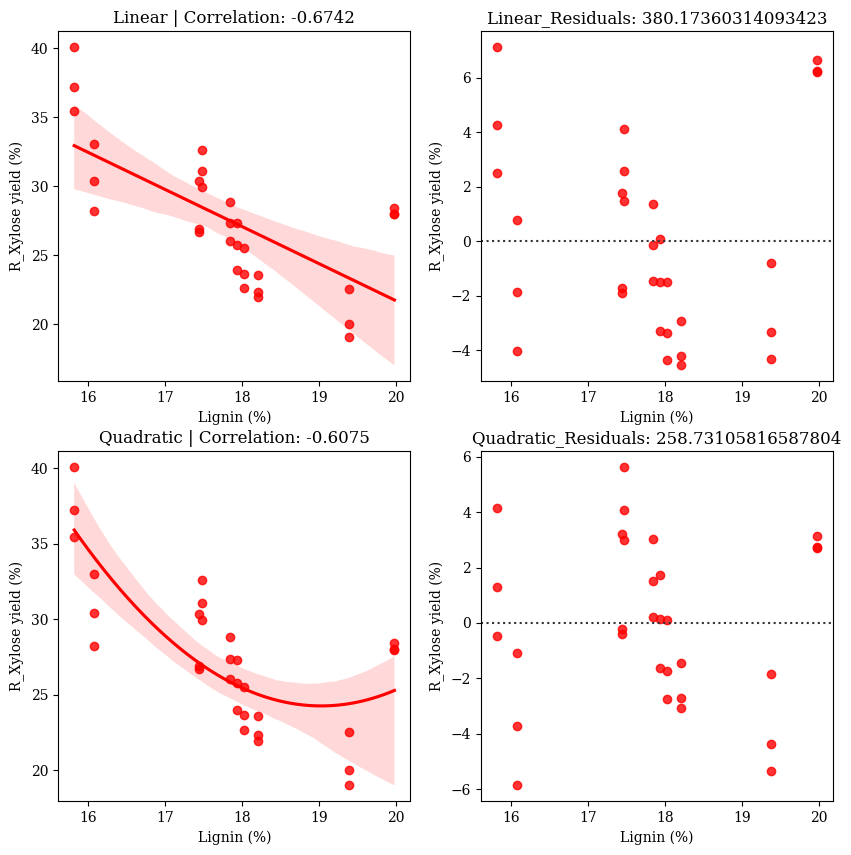 Linear | Correlation: -0.6742
Linear_Residuals: 380.17360314093423
40
35
30
25
20
R_Xylose yield (%)
16 17 18 19 20
Lignin (%)
6
4
2
0
−2
−4
R_Xylose yield (%)
16 17 18 19 20
Lignin (%)
Quadratic | Correlation: -0.6075
Quadratic_Residuals: 258.73105816587804
40
35
30
25
20
R_Xylose yield (%)
16 17 18 19 20
Lignin (%)
6
4
2
0
−2
−4
−6
R_Xylose yield (%)
16 17 18 19 20
Lignin (%)